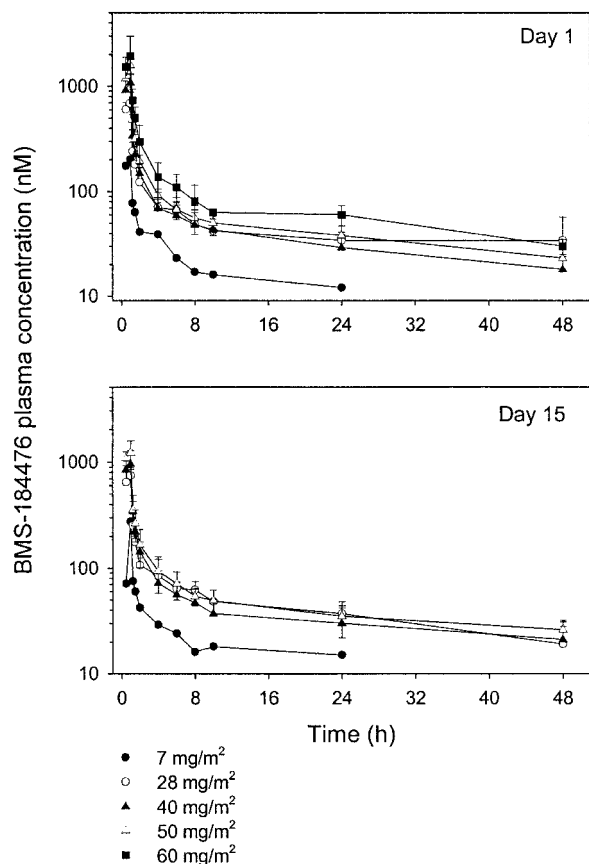 Day 1
1000
100
10
0 8 16 24 32 40 48
BMS-184476 plasma concentration (nM)
Day 15
1000
100
10
0 8 16 24 32 40 48
Time (h)
7 mg/m²
28 mg/m²
40 mg/m²
50 mg/m²
60 mg/m²